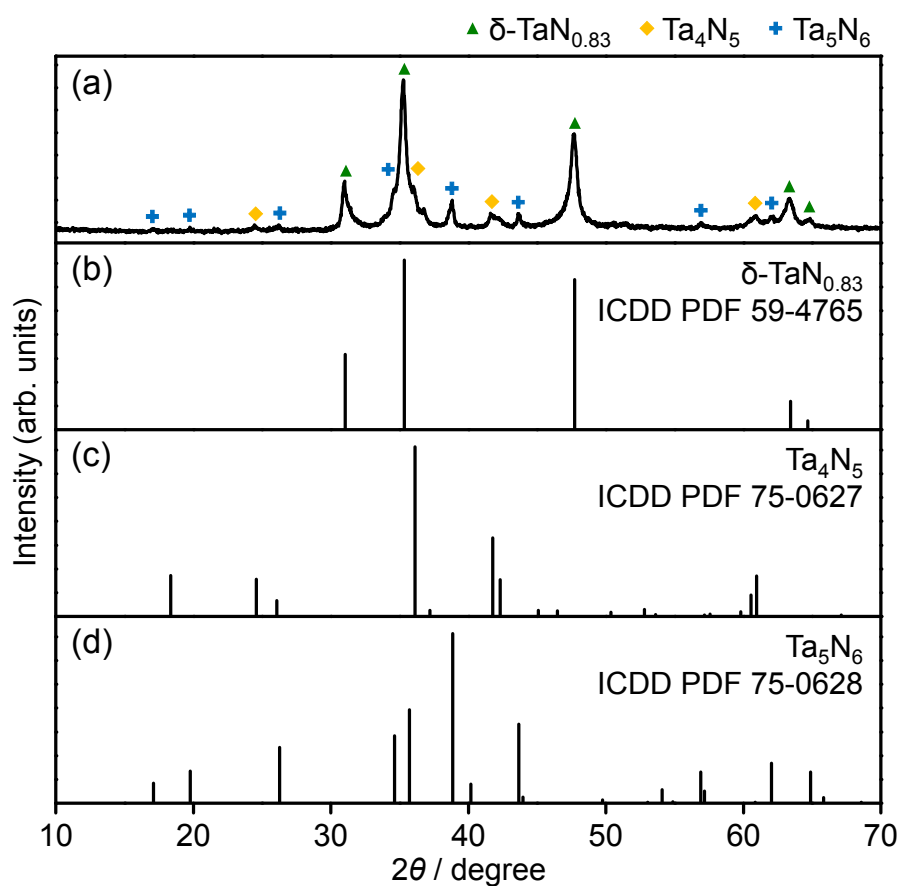 ▲ δ-TaN₀.₈₃ ◆ Ta₄N₅ ✚ Ta₅N₆
(a)
(b)
δ-TaN₀.₈₃
ICDD PDF 59-4765
(c)
Ta₄N₅
ICDD PDF 75-0627
(d)
Ta₅N₆
ICDD PDF 75-0628
Intensity (arb. units)
10 20 30 40 50 60 70
2θ / degree